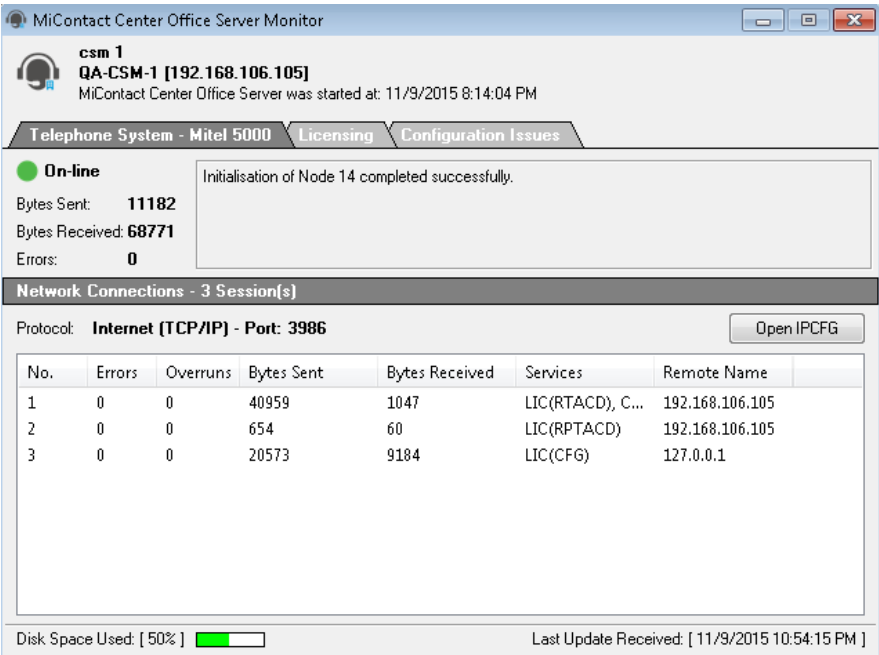 MiContact Center Office Server Monitor
csm 1
QA-CSM-1 [192.168.106.105]
MiContact Center Office Server was started at: 11/9/2015 8:14:04 PM
Telephone System - Mitel 5000 Licensing Configuration Issues
On-line
Initialisation of Node 14 completed successfully.
Bytes Sent: 11182
Bytes Received: 68771
Errors: 0
Network Connections - 3 Session(s)
Protocol: Internet (TCP/IP) - Port: 3986 Open IPCFG
No. Errors Overruns Bytes Sent Bytes Received Services Remote Name
1 0 0 40959 1047 LIC(RTACD), C... 192.168.106.105
2 0 0 654 60 LIC(RPTACD) 192.168.106.105
3 0 0 20573 9184 LIC(CFG) 127.0.0.1
Disk Space Used: [ 50% ] Last Update Received: [ 11/9/2015 10:54:15 PM ]